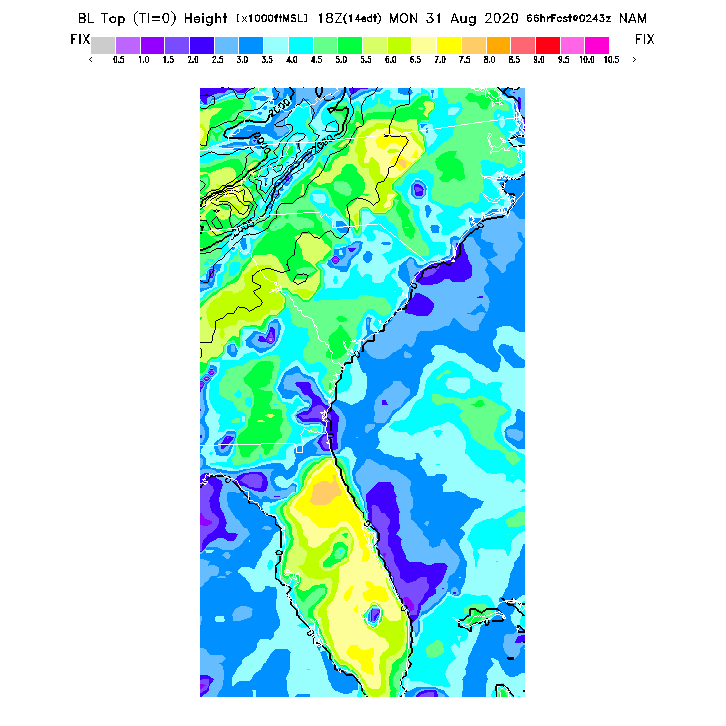 BL Top (TI=0) Height [x1000ftMSL] 18Z(14edt) MON 31 Aug 2020 66hrFcst@0243z NAM
FIX FIX
< 0.5 1.0 1.5 2.0 2.5 3.0 3.5 4.0 4.5 5.0 5.5 6.0 6.5 7.0 7.5 8.0 8.5 9.0 9.5 10.0 10.5 >
2000